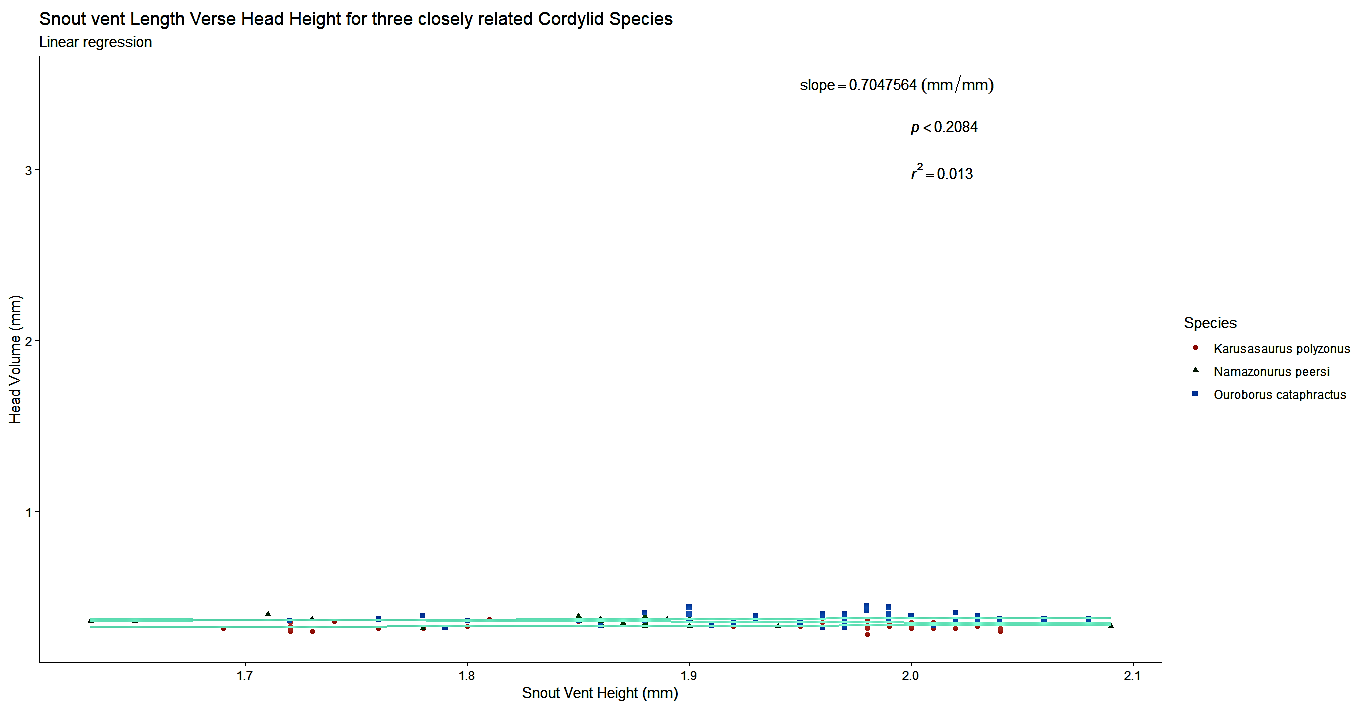 Snout vent Length Verse Head Height for three closely related Cordylid Species
Linear regression
slope = 0.7047564 (mm/mm)
p < 0.2084
r² = 0.013
3
2
1
Head Volume (mm)
1.7
1.8
1.9
2.0
2.1
Snout Vent Height (mm)
Species
Karusasaurus polyzonus
Namazonurus peersi
Ouroborus cataphractus